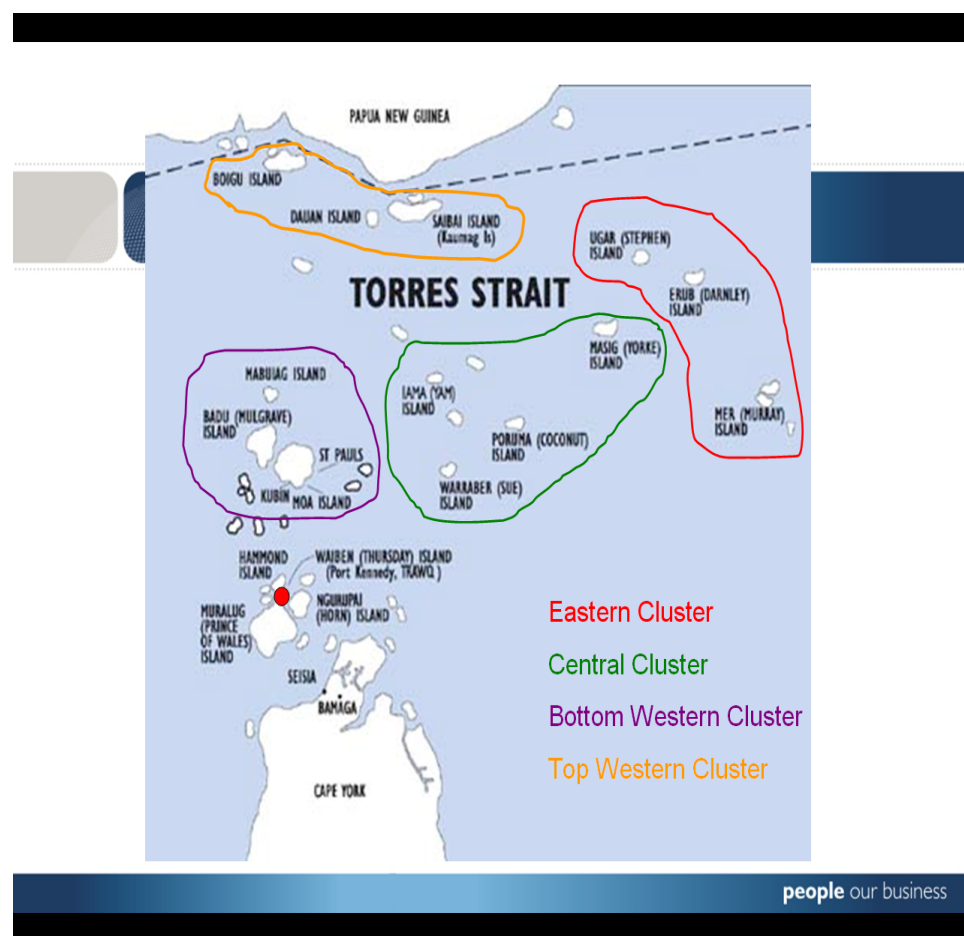 PAPUA NEW GUINEA
BOIGU ISLAND
DAUAN ISLAND
SAIBAI ISLAND
(Kaumag Is)
UGAR (STEPHEN)
ISLAND
TORRES STRAIT
ERUB (DARNLEY)
ISLAND
MASIG (YORKE)
ISLAND
MABUIAG ISLAND
IAMA (YAM)
ISLAND
BADU (MULGRAVE)
ISLAND
MER (MURRAY)
ISLAND
PORUMA (COCONUT)
ISLAND
ST PAULS
KUBIN
MOA ISLAND
WARRABER (SUE)
ISLAND
HAMMOND
ISLAND
WAIBEN (THURSDAY) ISLAND
(Port Kennedy, TRAWQ)
NGURUPAI
(HORN) ISLAND
MURALUG
(PRINCE
OF WALES)
ISLAND
SEISIA
BAMAGA
CAPE YORK
Eastern Cluster
Central Cluster
Bottom Western Cluster
Top Western Cluster
people our business